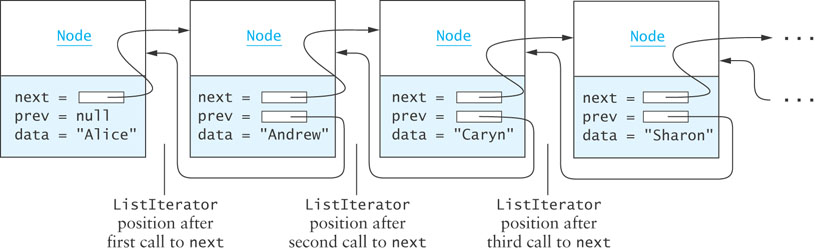 Node
next =
prev = null
data = "Alice"
Node
next =
prev =
data = "Andrew"
Node
next =
prev =
data = "Caryn"
Node
next =
prev =
data = "Sharon"
...
...
ListIterator
position after
first call to next
ListIterator
position after
second call to next
ListIterator
position after
third call to next